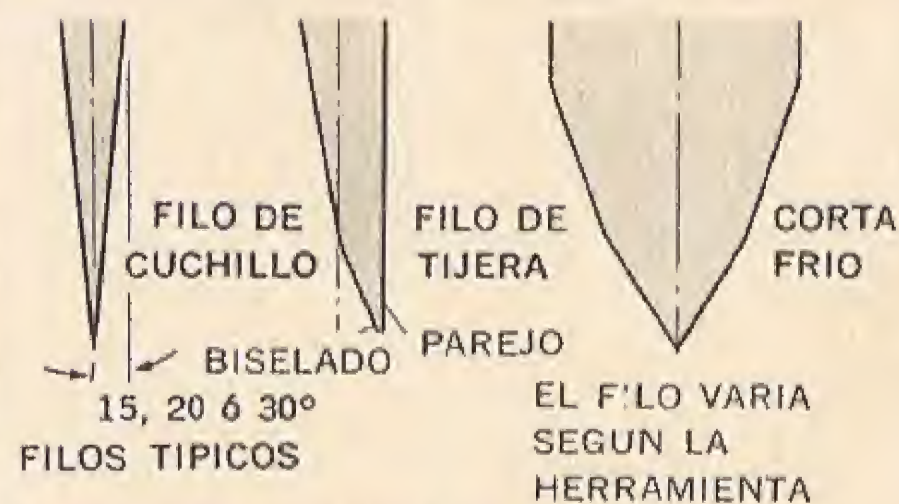 FILO DE
CUCHILLO
FILO DE
TIJERA
CORTA
FRIO
BISELADO
PAREJO
15, 20 ó 30°
FILOS TIPICOS
EL FILO VARIA
SEGUN LA
HERRAMIENTA